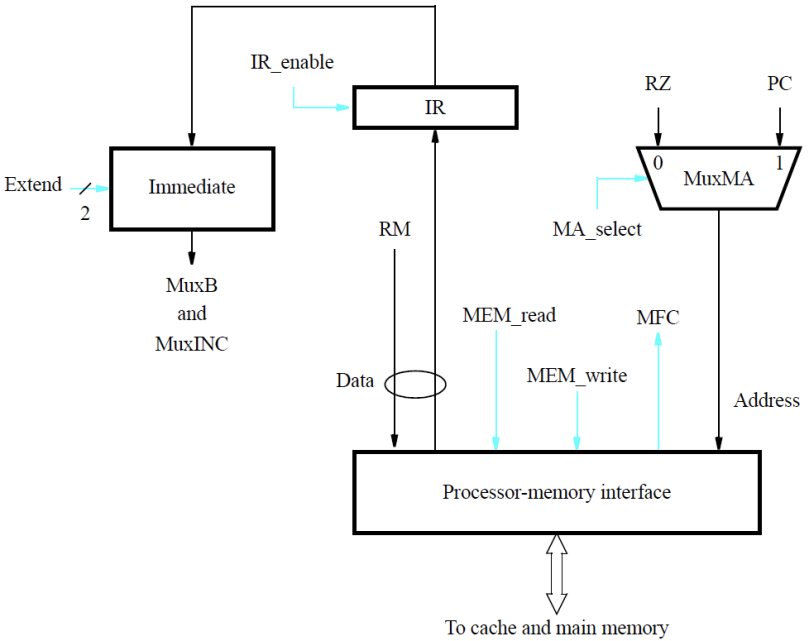 IR_enable
IR
RZ
PC
0
1
MuxMA
Extend
2
Immediate
MA_select
RM
MuxB
and
MuxINC
MEM_read
MFC
Data
MEM_write
Address
Processor-memory interface
To cache and main memory